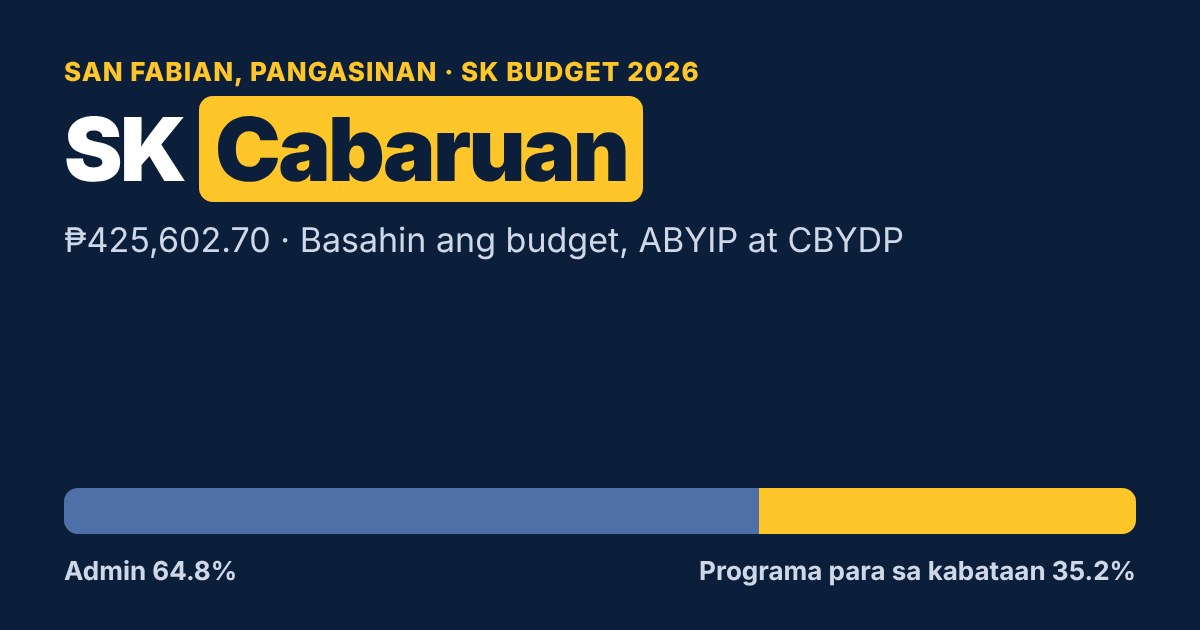 SAN FABIAN, PANGASINAN · SK BUDGET 2026
SK Cabaruan
₱425,602.70 · Basahin ang budget, ABYIP at CBYDP
Admin 64.8%
Programa para sa kabataan 35.2%